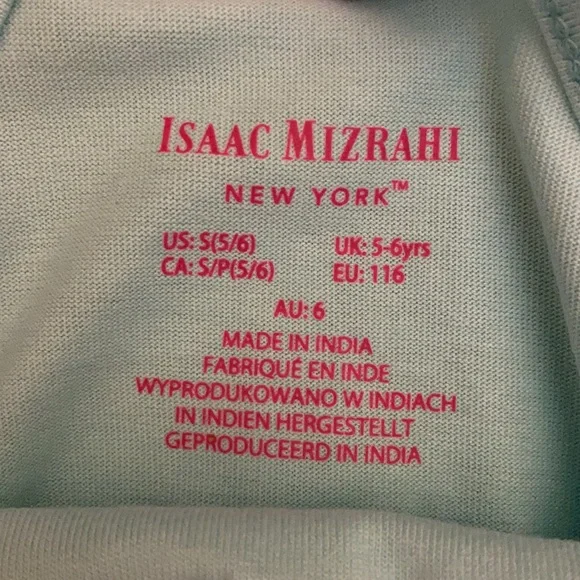 ISAAC MIZRAHI
NEW YORK™
US: S(5/6) UK: 5-6yrs
CA: S/P(5/6) EU: 116
AU: 6
MADE IN INDIA
FABRIQUÉ EN INDE
WYPRODUKOWANO W INDIACH
IN INDIEN HERGESTELLT
GEPRODUCEERD IN INDIA